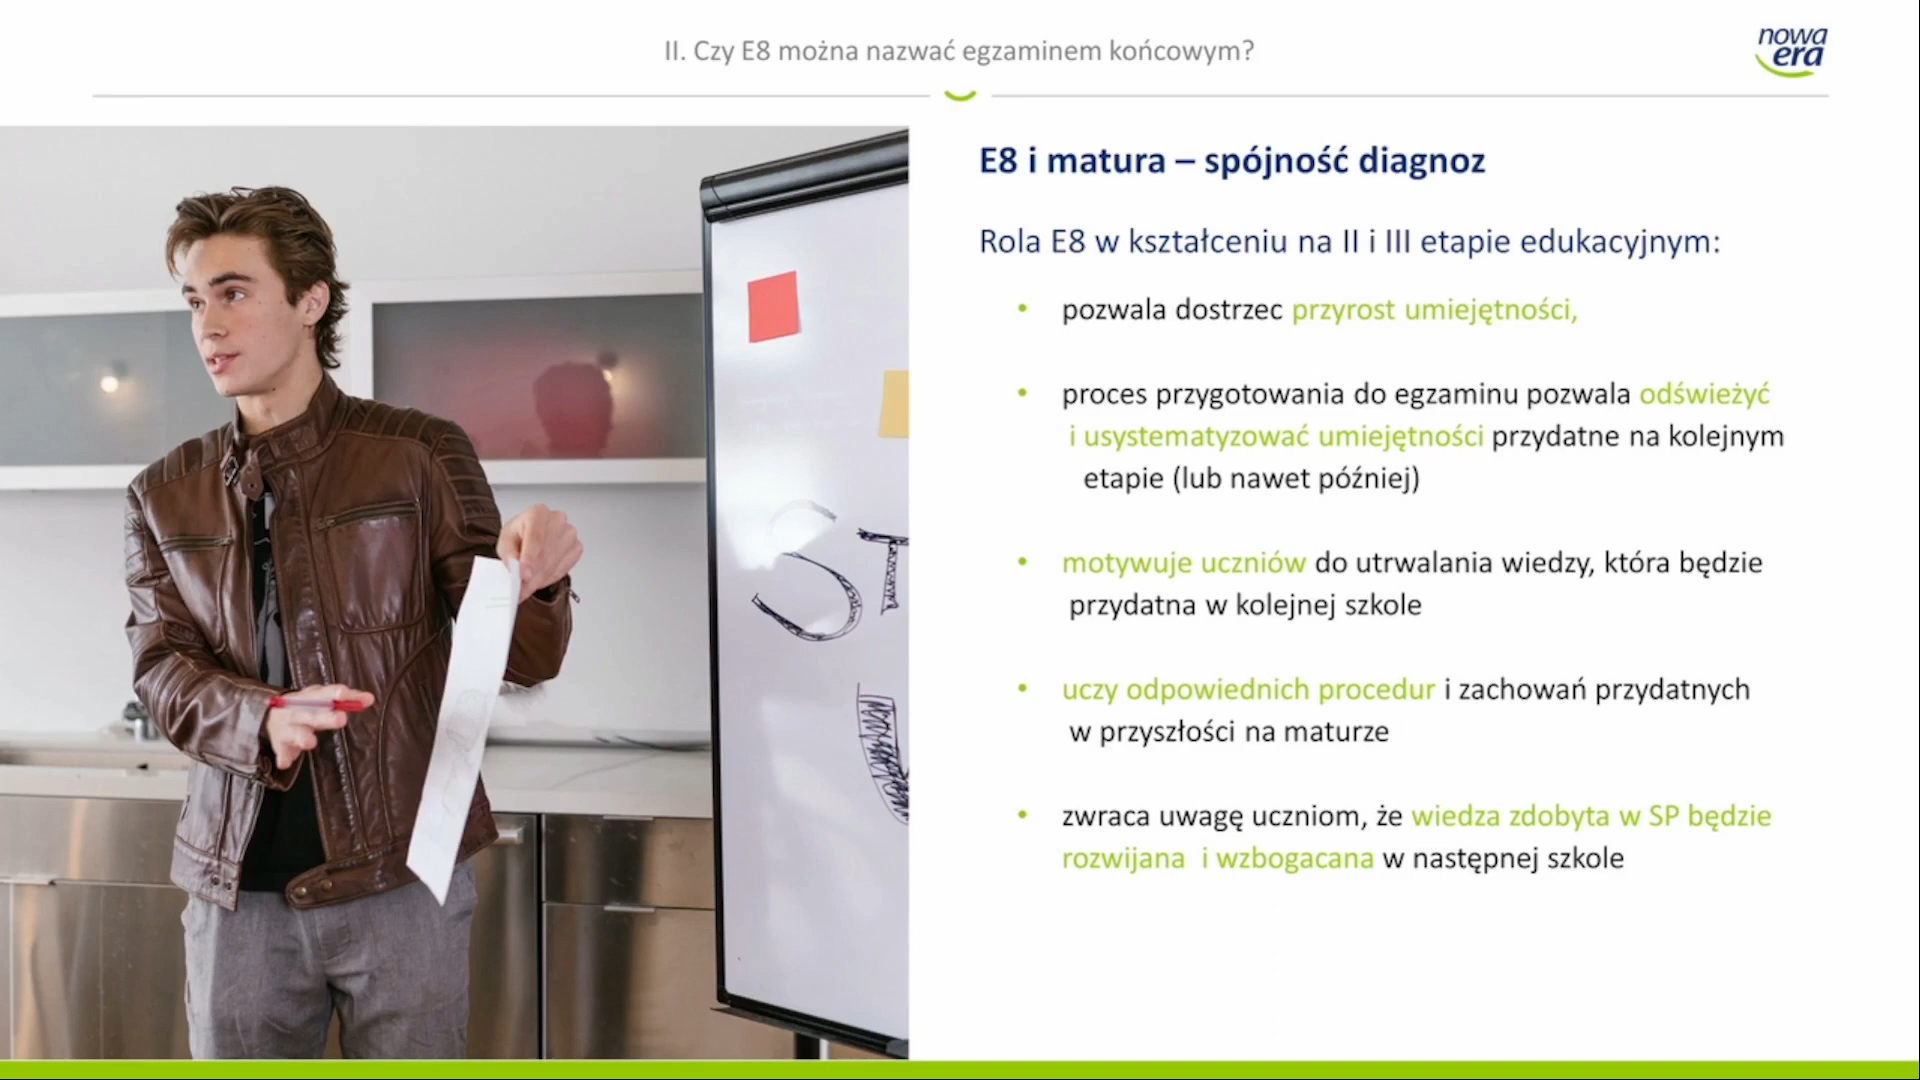 II. Czy E8 można nazwać egzaminem końcowym?
nowa
era
E8 i matura – spójność diagnoz
Rola E8 w kształceniu na II i III etapie edukacyjnym:
• pozwala dostrzec przyrost umiejętności,
• proces przygotowania do egzaminu pozwala odświeżyć
i usystematyzować umiejętności przydatne na kolejnym
etapie (lub nawet później)
• motywuje uczniów do utrwalania wiedzy, która będzie
przydatna w kolejnej szkole
• uczy odpowiednich procedur i zachowań przydatnych
w przyszłości na maturze
• zwraca uwagę uczniom, że wiedza zdobyta w SP będzie
rozwijana i wzbogacana w następnej szkole